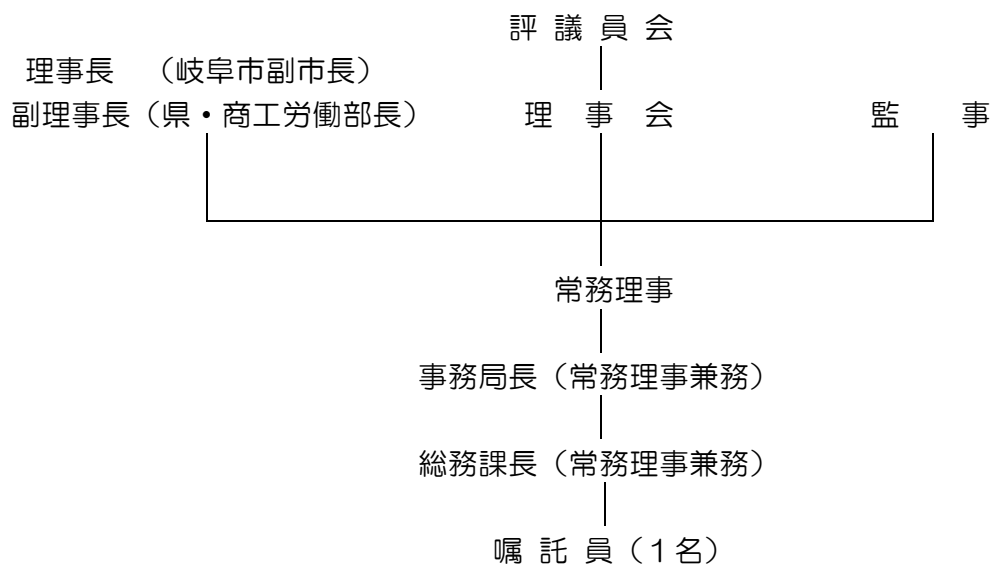 評 議 員 会
理事長　（岐阜市副市長）
副理事長（県・商工労働部長）
理　事　会
監　　事
常務理事
事務局長（常務理事兼務）
総務課長（常務理事兼務）
嘱 託 員（１名）